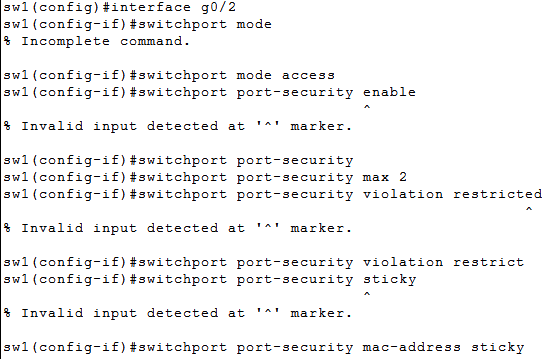 sw1(config)#interface g0/2
sw1(config-if)#switchport mode
% Incomplete command.
sw1(config-if)#switchport mode access
sw1(config-if)#switchport port-security enable
^
% Invalid input detected at '^' marker.
sw1(config-if)#switchport port-security
sw1(config-if)#switchport port-security max 2
sw1(config-if)#switchport port-security violation restricted
^
% Invalid input detected at '^' marker.
sw1(config-if)#switchport port-security violation restrict
sw1(config-if)#switchport port-security sticky
^
% Invalid input detected at '^' marker.
sw1(config-if)#switchport port-security mac-address sticky